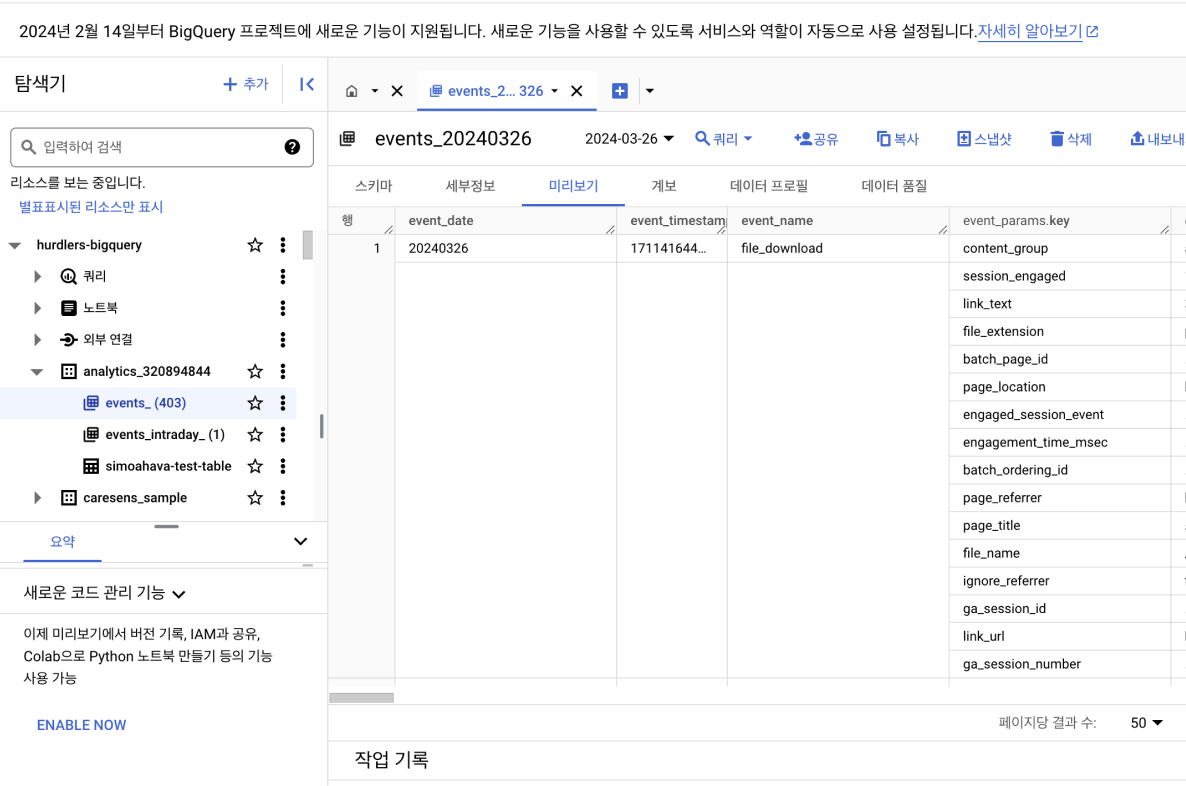 2024년 2월 14일부터 BigQuery 프로젝트에 새로운 기능이 지원됩니다. 새로운 기능을 사용할 수 있도록 서비스와 역할이 자동으로 사용 설정됩니다.자세히 알아보기
탐색기
추가
입력하여 검색
리소스를 보는 중입니다.
별표표시된 리소스만 표시
hurdlers-bigquery
쿼리
노트북
외부 연결
analytics_320894844
events_ (403)
events_intraday_ (1)
simoahava-test-table
caresens_sample
요약
새로운 코드 관리 기능
이제 미리보기에서 버전 기록, IAM과 공유,
Colab으로 Python 노트북 만들기 등의 기능
사용 가능
ENABLE NOW
events_2... 326
events_20240326
2024-03-26
쿼리
공유
복사
스냅샷
삭제
내보내
스키마 세부정보 미리보기 계보 데이터 프로필 데이터 품질
행 event_date event_timestam event_name event_params.key
1 20240326 171141644... file_download content_group
session_engaged
link_text
file_extension
batch_page_id
page_location
engaged_session_event
engagement_time_msec
batch_ordering_id
page_referrer
page_title
file_name
ignore_referrer
ga_session_id
link_url
ga_session_number
페이지당 결과 수: 50
작업 기록